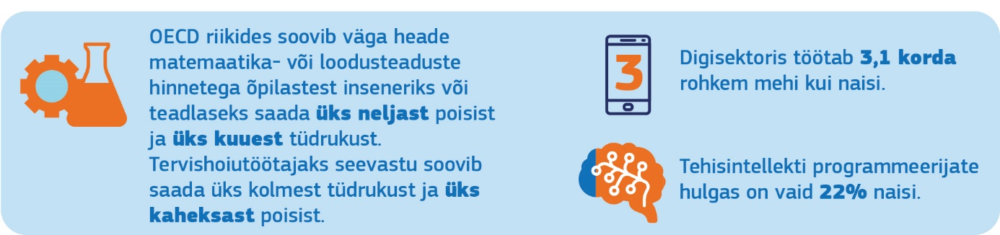 OECD riikides soovib väga heade
matemaatika- või loodusteaduste
hinnetega õpilastest inseneriks või
teadlaseks saada üks neljast poisist
ja üks kuuest tüdrukust.
Tervishoiutöötajaks seevastu soovib
saada üks kolmest tüdrukust ja üks
kaheksast poisist.
3
Digisektoris töötab 3,1 korda
rohkem mehi kui naisi.
Tehisintellekti programmeerijate
hulgas on vaid 22% naisi.